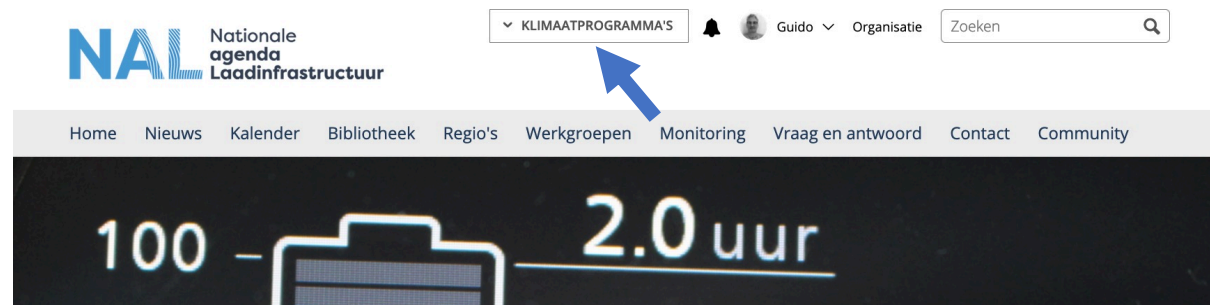 KLIMAATPROGRAMMA'S Guido Organisatie Zoeken
NAL Nationale
agenda
Laadinfrastructuur
Home Nieuws Kalender Bibliotheek Regio's Werkgroepen Monitoring Vraag en antwoord Contact Community
2.0 uur
100